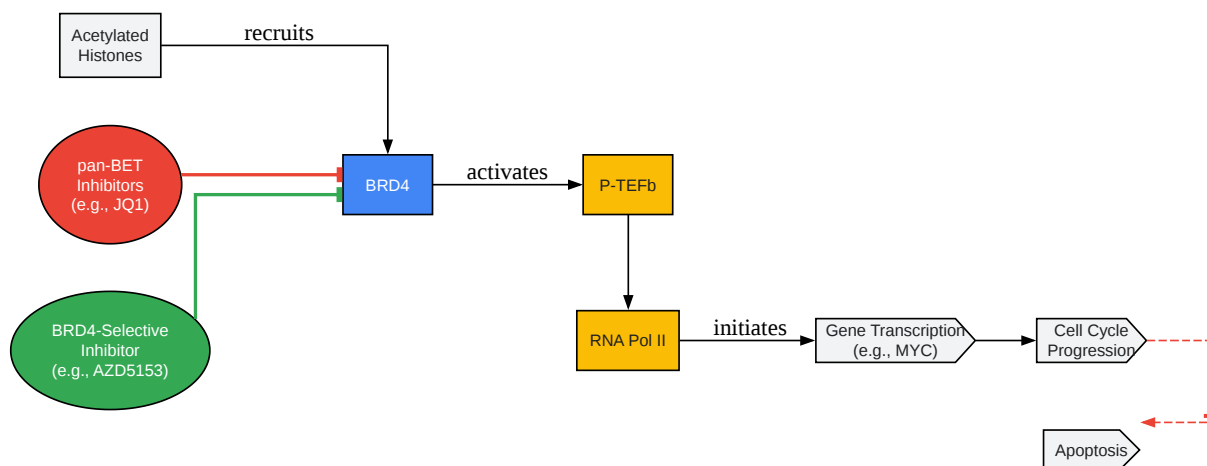 Acetylated
Histones
recruits
pan-BET
Inhibitors
(e.g., JQ1)
BRD4
activates
P-TEFb
BRD4-Selective
Inhibitor
(e.g., AZD5153)
RNA Pol II
initiates
Gene Transcription
(e.g., MYC)
Cell Cycle
Progression
Apoptosis